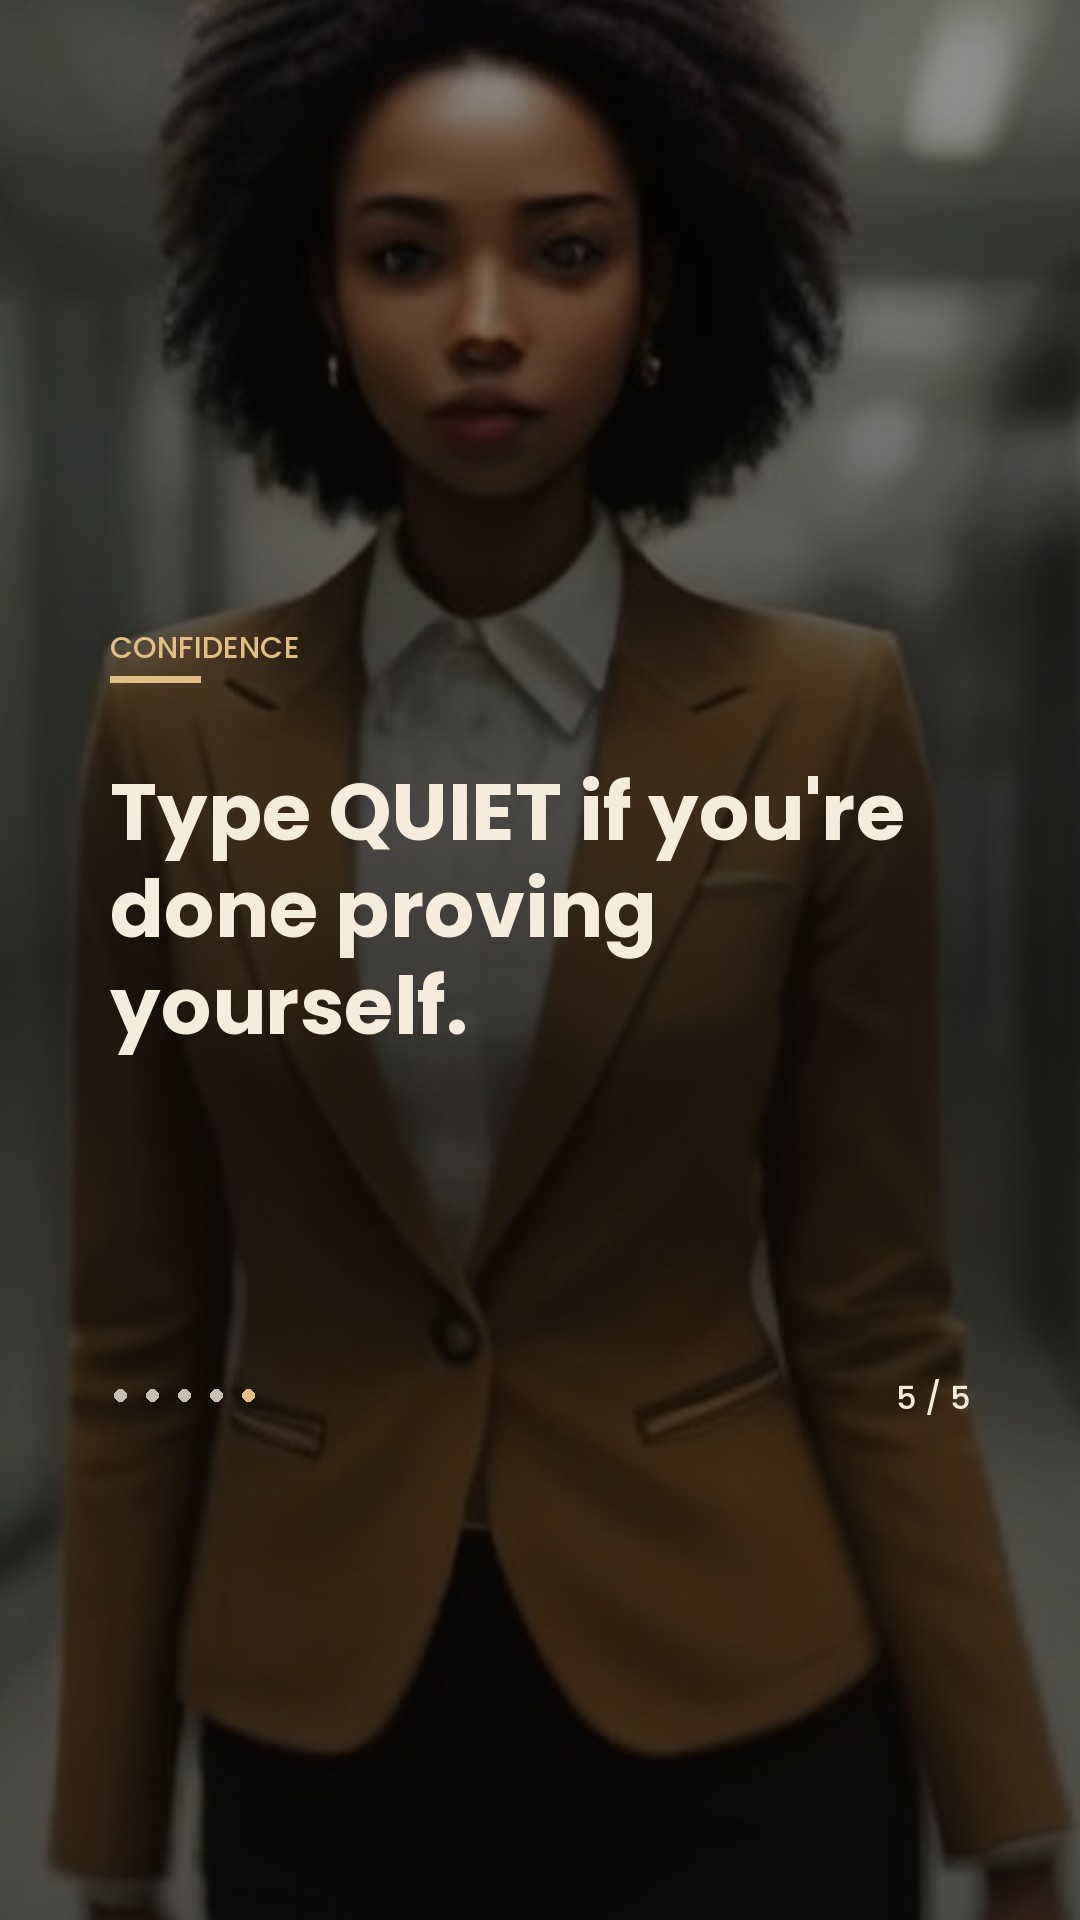 CONFIDENCE
Type QUIET if you're
done proving
yourself.
5 / 5